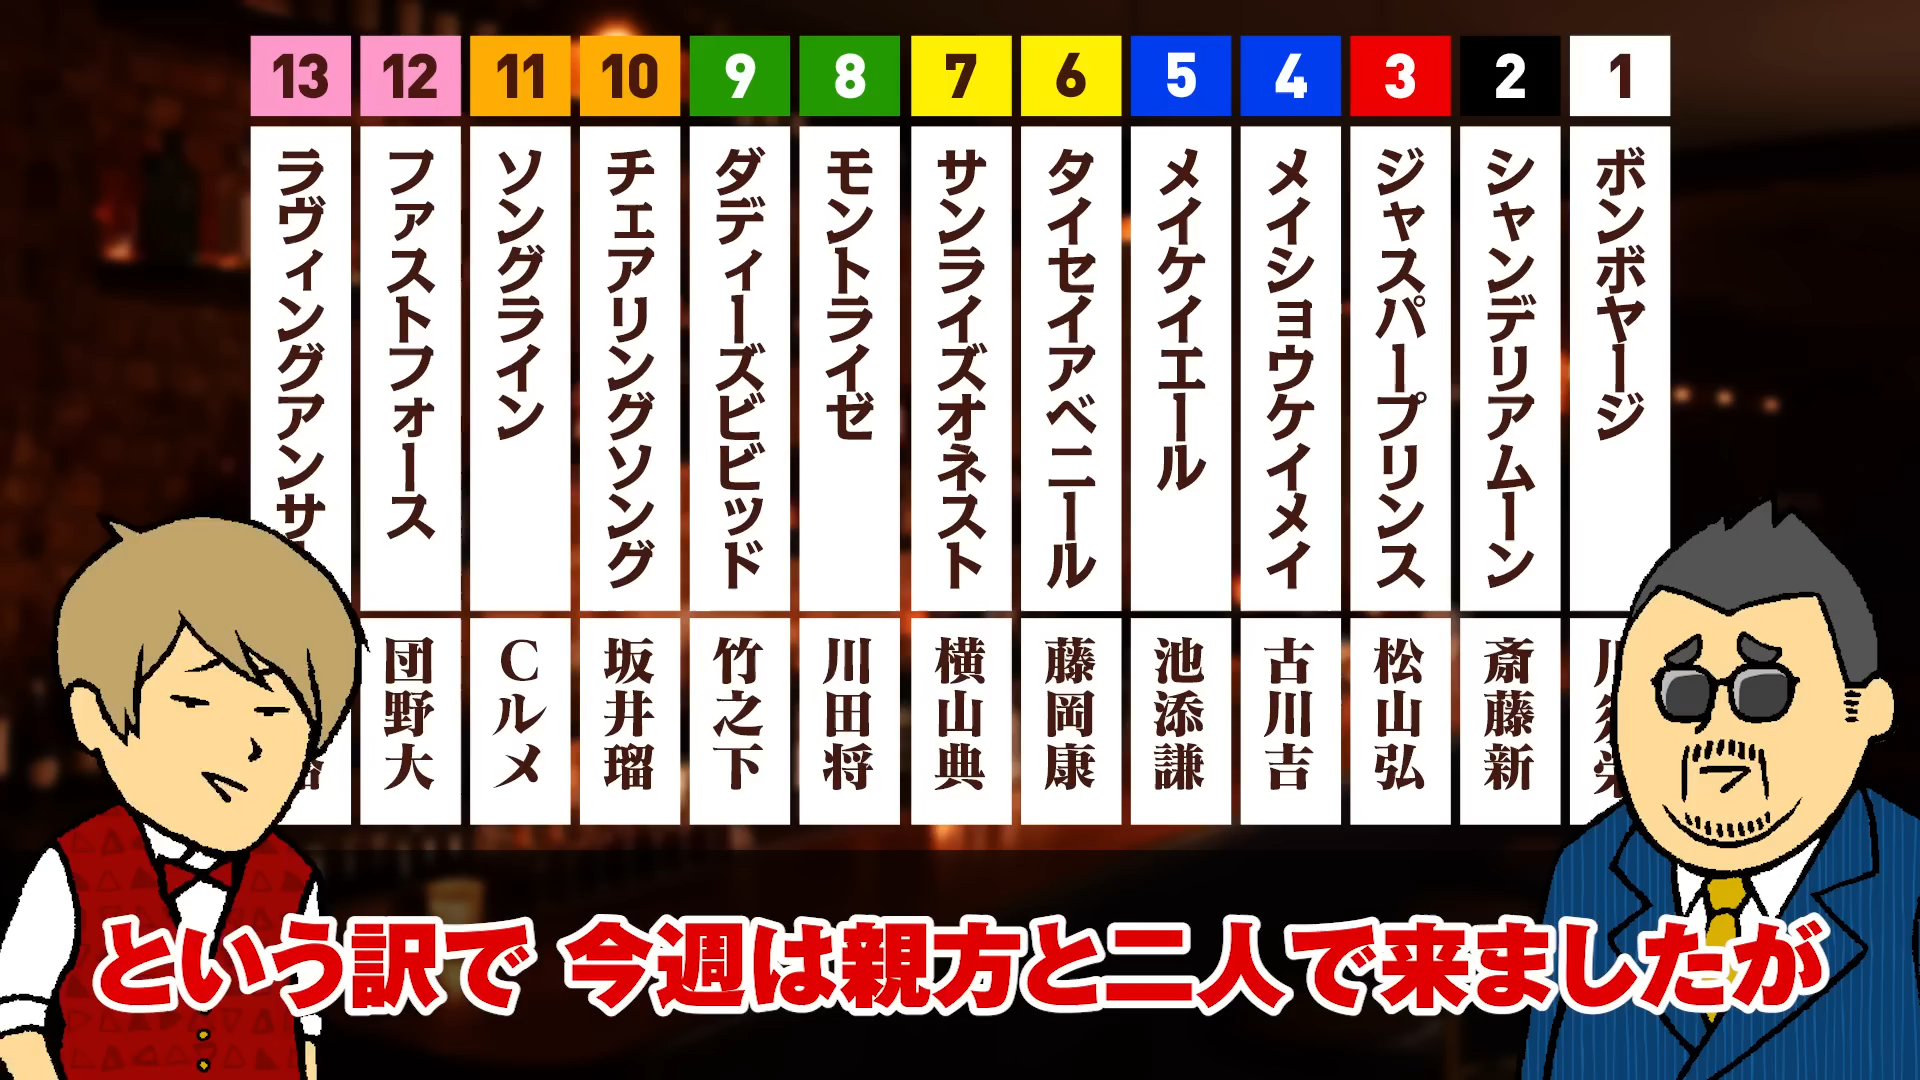 1
ボンボヤージ
2
シャンデリアムーン
斎藤新
3
ジャスパープリンス
松山弘
4
メイショウケイメイ
古川吉
5
メイケイエール
池添謙
6
タイセイアベニール
藤岡康
7
サンライズオネスト
横山典
8
モントライゼ
川田将
9
ダディーズビビッド
竹之下
10
チェアリングソング
坂井瑠
11
ソングライン
Cルメ
12
ファストフォース
団野大
13
ラヴィングアンサー
という訳で 今週は親方と二人で来ましたが